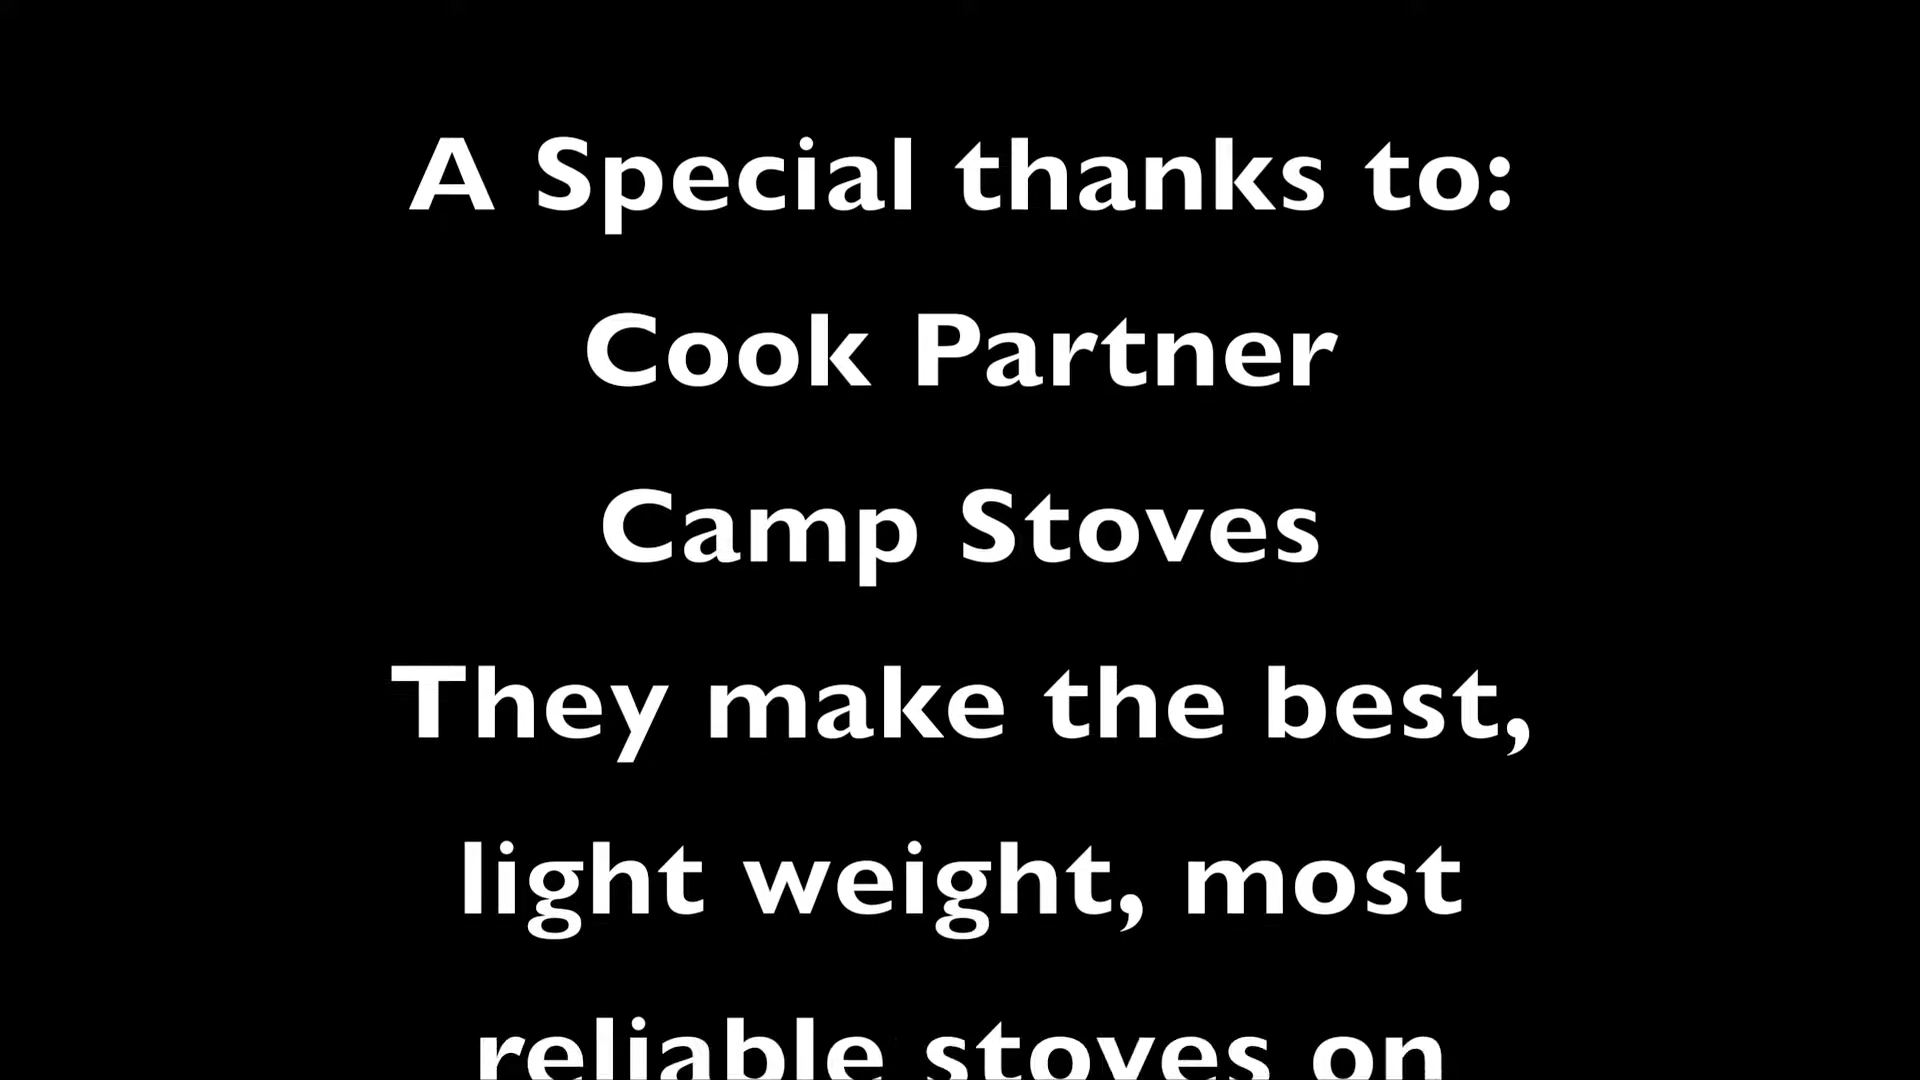 A Special thanks to:
Cook Partner
Camp Stoves
They make the best,
light weight, most
reliable stoves on